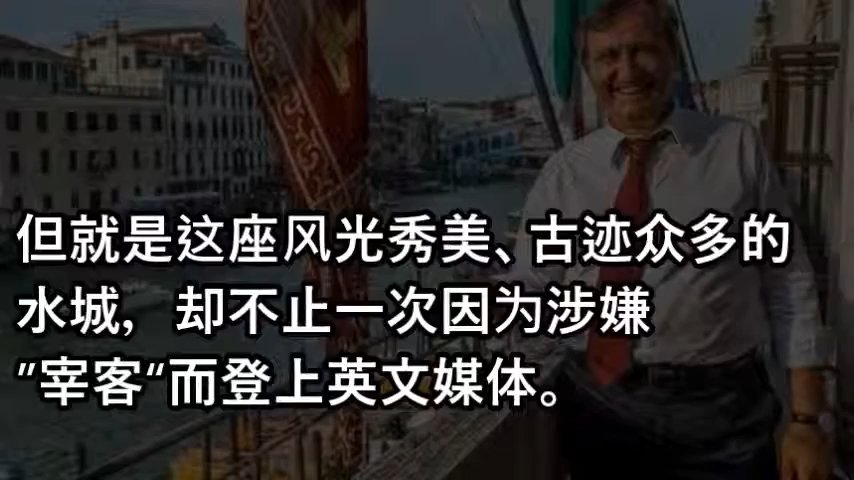 但就是这座风光秀美、古迹众多的
水城，却不止一次因为涉嫌
”宰客“而登上英文媒体。